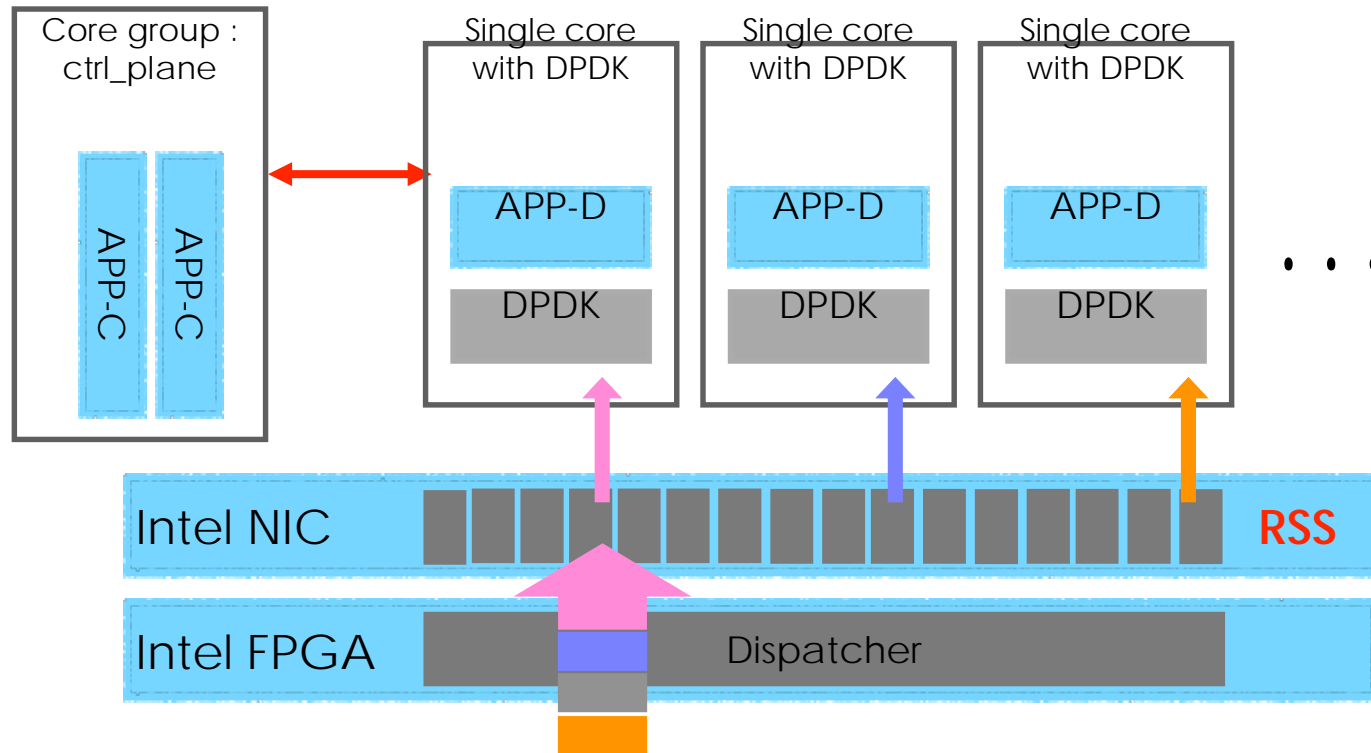 Core group :
ctrl_plane
APP-C
APP-C
Single core
with DPDK
APP-D
DPDK
Single core
with DPDK
APP-D
DPDK
Single core
with DPDK
APP-D
DPDK
. . .
Intel NIC
RSS
Intel FPGA
Dispatcher